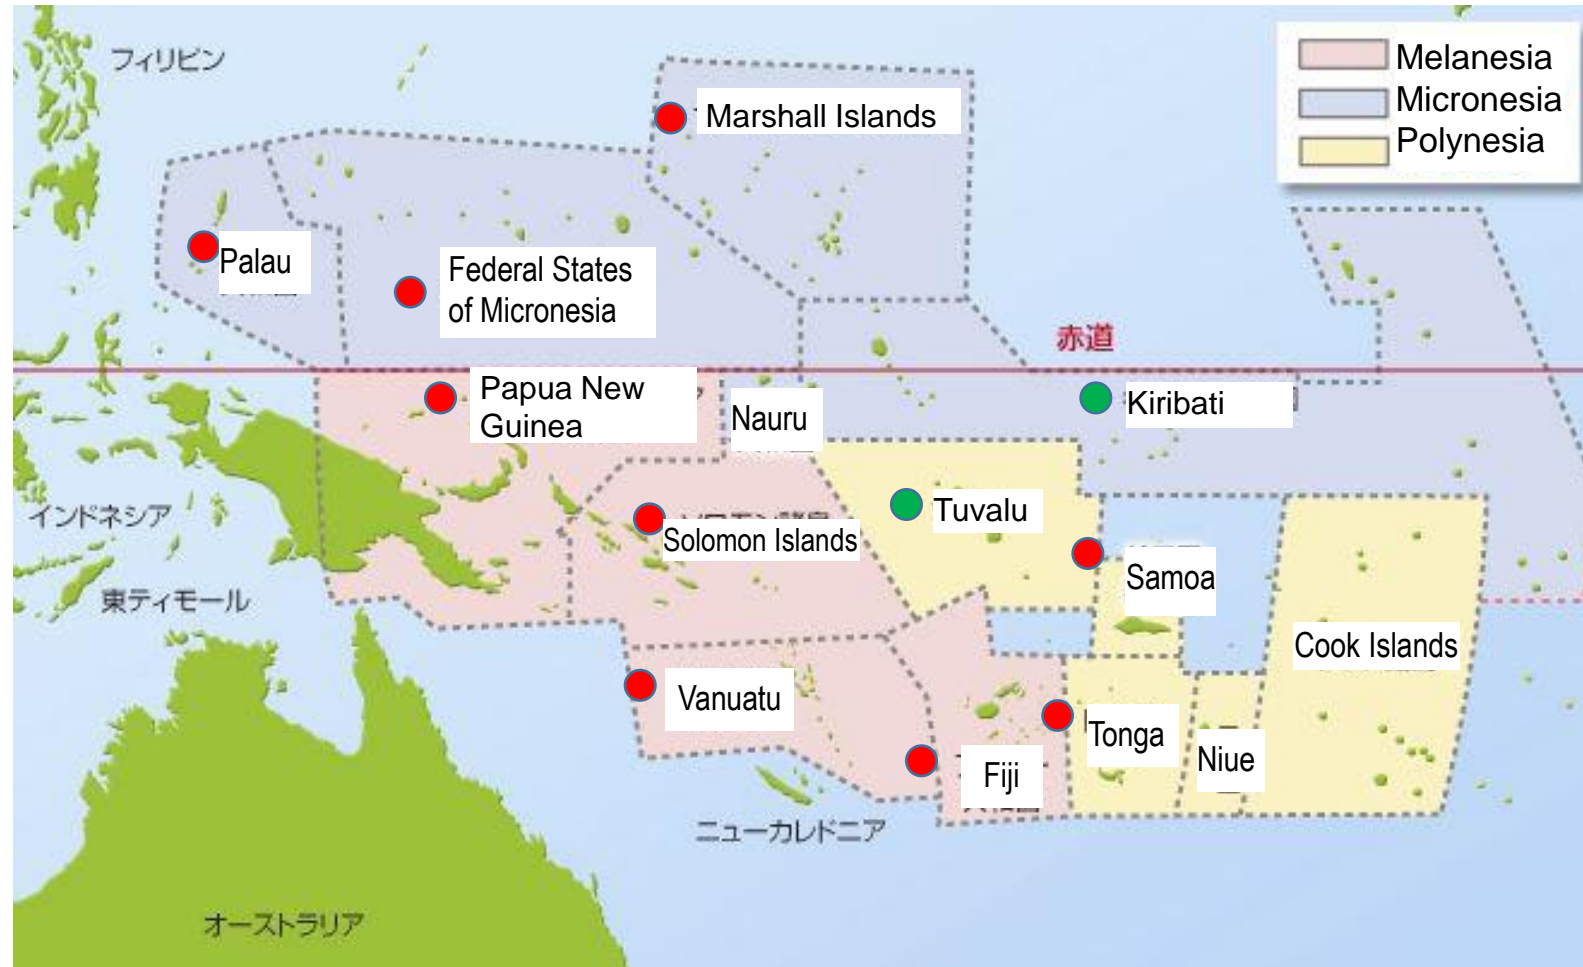 フィリピン
Melanesia
Micronesia
Polynesia
Marshall Islands
Palau
Federal States
of Micronesia
赤道
Papua New
Guinea
Nauru
Kiribati
インドネシア
Tuvalu
Solomon Islands
東ティモール
Samoa
Cook Islands
Vanuatu
Tonga
Niue
Fiji
ニューカレドニア
オーストラリア